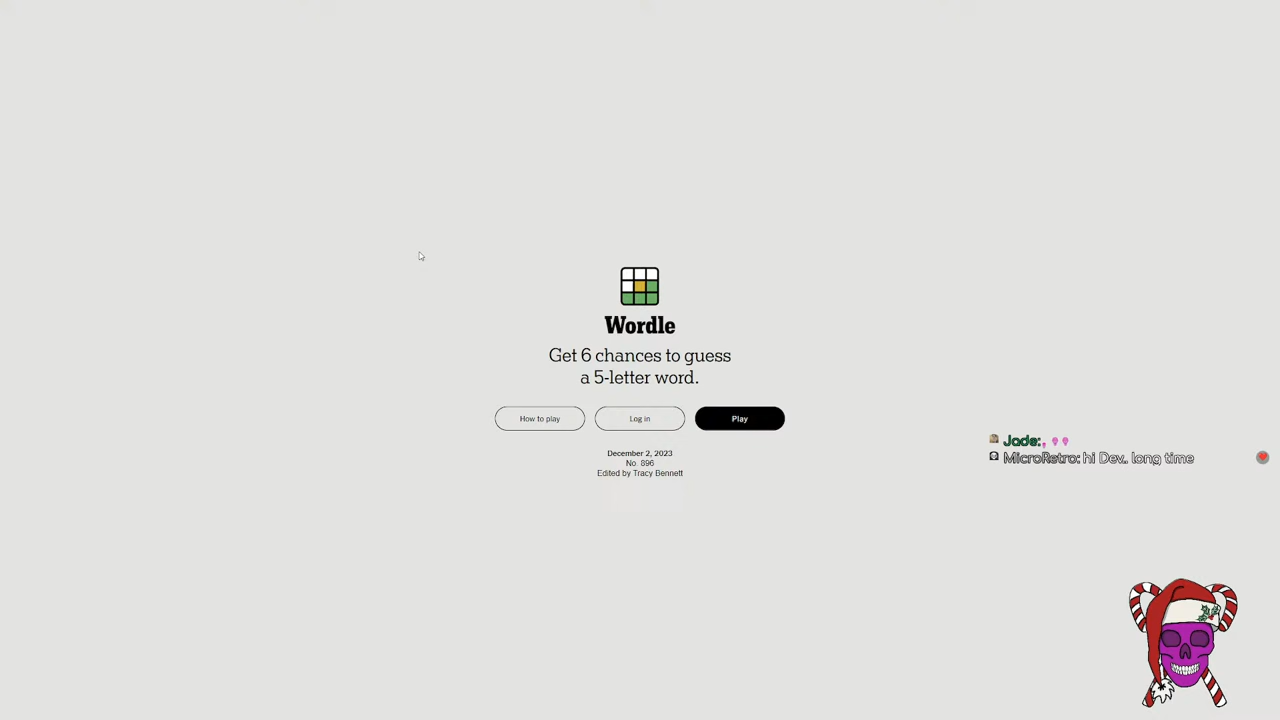 Wordle
Get 6 chances to guess
a 5-letter word.
How to play
Log in
Play
December 2, 2023
No. 896
Edited by Tracy Bennett
Jade:
MicroRetro: hi Dev. long time